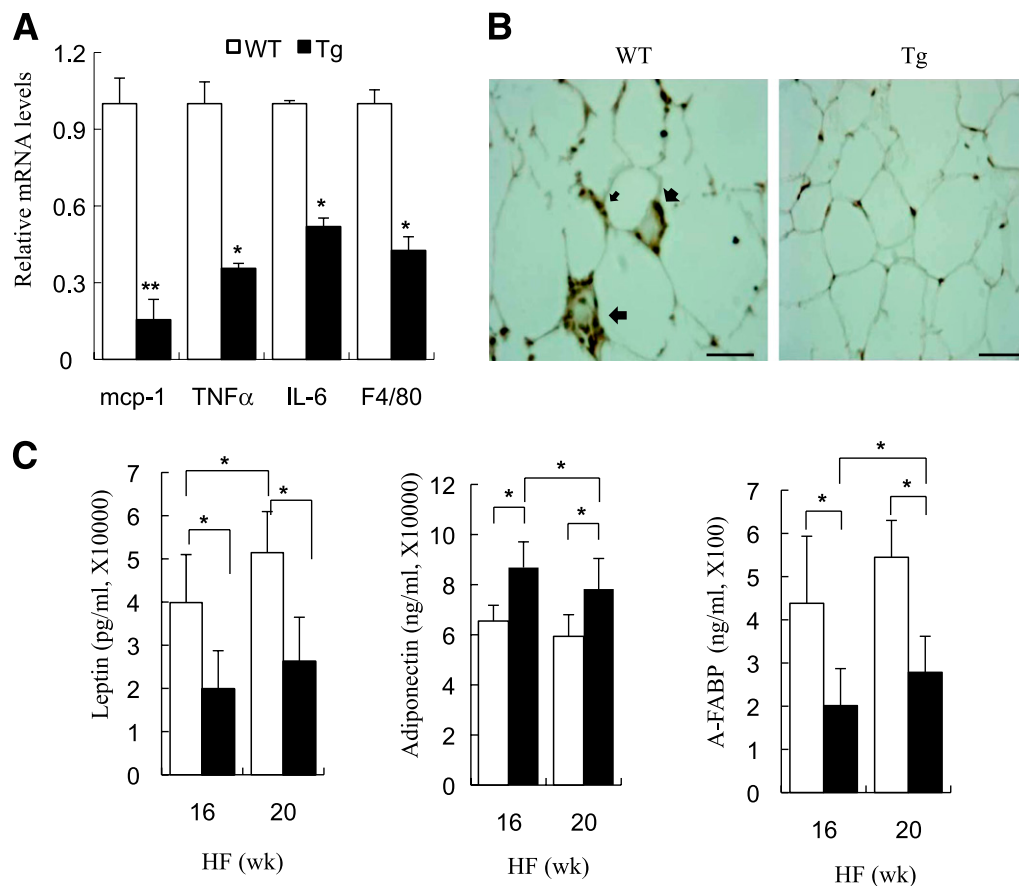 A
WT Tg
Relative mRNA levels
1.2
0.9
0.6
0.3
0
** * * *
mcp-1 TNFα IL-6 F4/80
B
WT Tg
C
Leptin (pg/ml, X10000)
7
6
5
4
3
2
1
0
* * *
16 20
HF (wk)
Adiponectin (ng/ml, X10000)
12
10
8
6
4
2
0
* * *
16 20
HF (wk)
A-FABP (ng/ml, X100)
7
6
5
4
3
2
1
0
* * *
16 20
HF (wk)